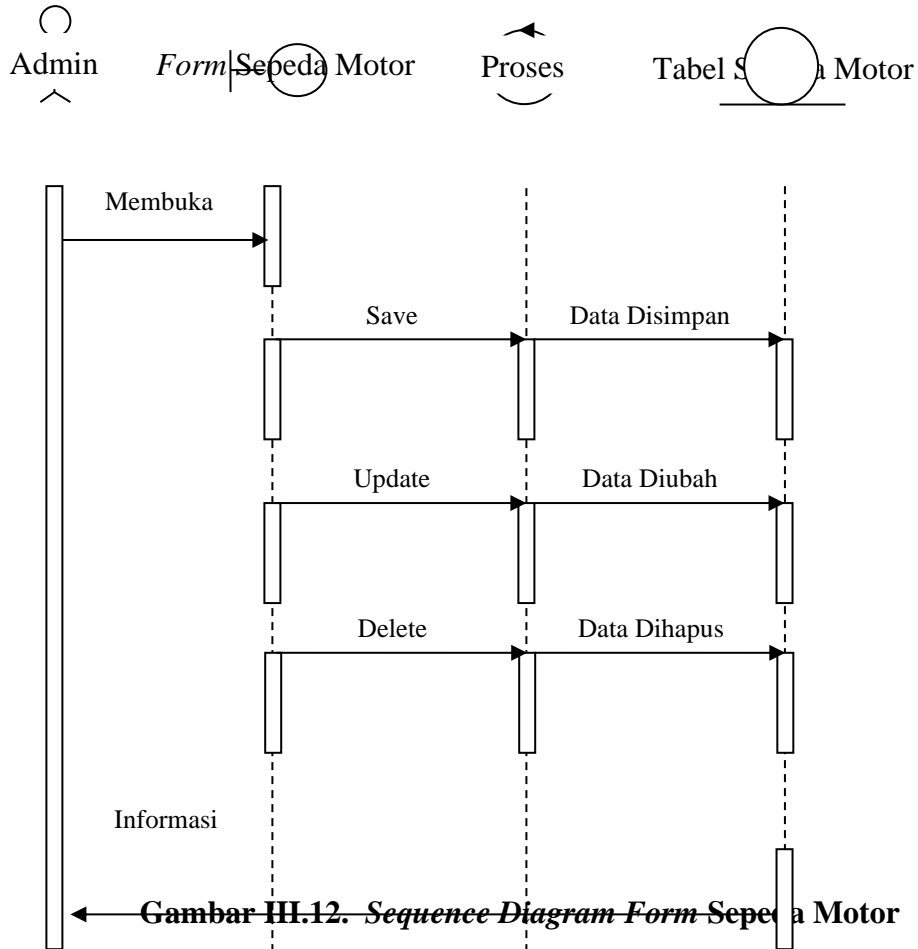 Admin
Form Sepeda Motor
Proses
Tabel Motor
Membuka
Save
Data Disimpan
Update
Data Diubah
Delete
Data Dihapus
Informasi
Gambar III.12. Sequence Diagram Form Sepeda Motor